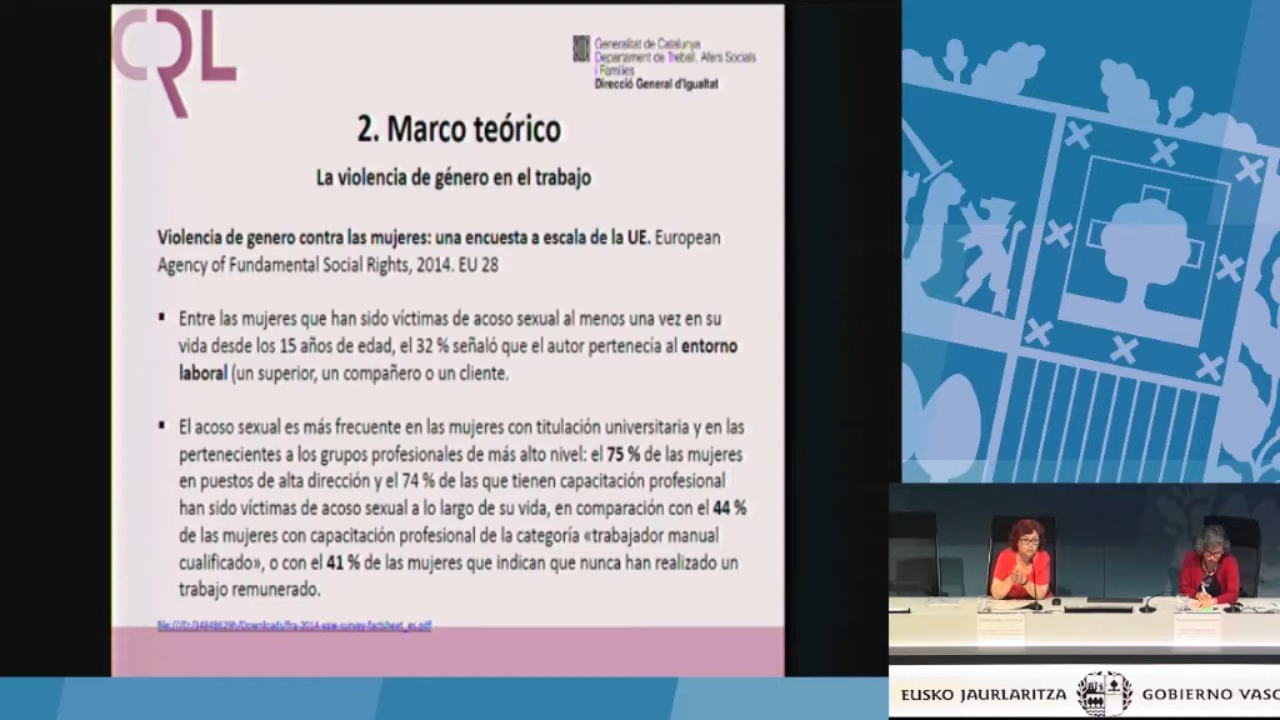 CRL
Generalitat de Catalunya
Departament de Treball, Afers Socials
i Famílies
Direcció General d'Igualtat
2. Marco teórico
La violencia de género en el trabajo
Violencia de genero contra las mujeres: una encuesta a escala de la UE. European
Agency of Fundamental Social Rights, 2014. EU 28
▪ Entre las mujeres que han sido víctimas de acoso sexual al menos una vez en su
vida desde los 15 años de edad, el 32 % señaló que el autor pertenecía al entorno
laboral (un superior, un compañero o un cliente.
▪ El acoso sexual es más frecuente en las mujeres con titulación universitaria y en las
pertenecientes a los grupos profesionales de más alto nivel: el 75 % de las mujeres
en puestos de alta dirección y el 74 % de las que tienen capacitación profesional
han sido víctimas de acoso sexual a lo largo de su vida, en comparación con el 44 %
de las mujeres con capacitación profesional de la categoría «trabajador manual
cualificado», o con el 41 % de las mujeres que indican que nunca han realizado un
trabajo remunerado.
EUSKO JAURLARITZA GOBIERNO VASC